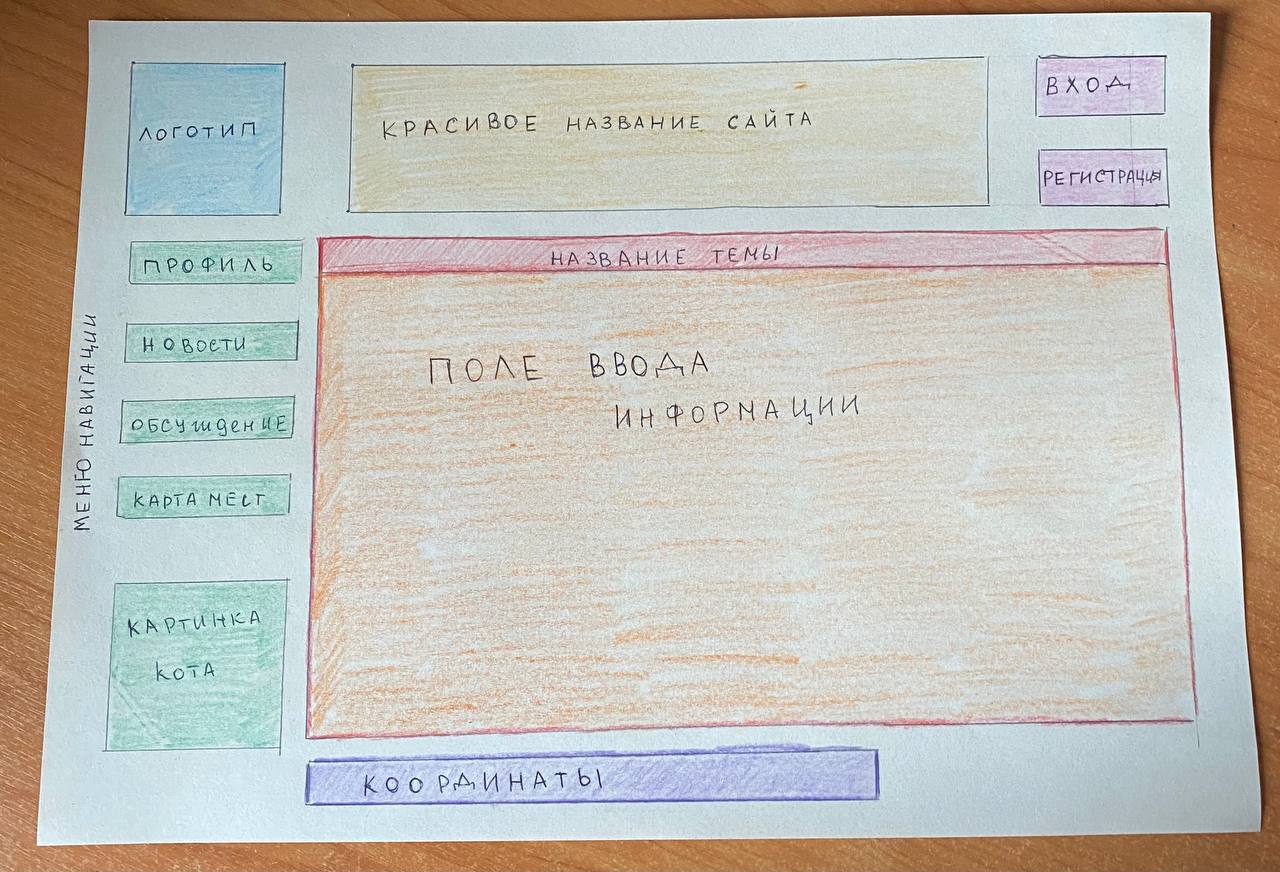 ЛОГОТИП
КРАСИВОЕ НАЗВАНИЕ САЙТА
ВХОД
РЕГИСТРАЦИЯ
МЕНЮ НАВИГАЦИИ
ПРОФИЛЬ
НОВОСТИ
ОБСУЖДЕНИЕ
КАРТА МЕСТ
КАРТИНКА
КОТА
НАЗВАНИЕ ТЕМЫ
ПОЛЕ ВВОДА
ИНФОРМАЦИИ
КООРДИНАТЫ